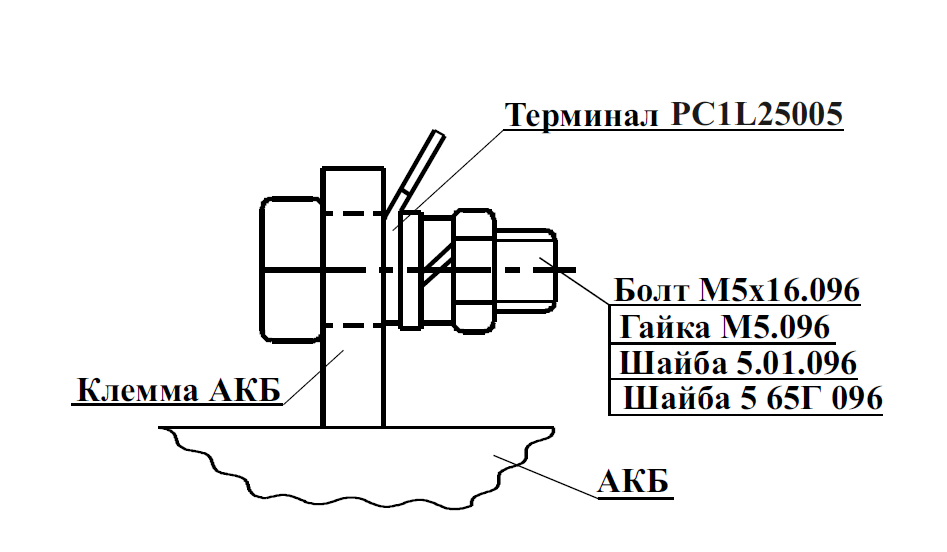 Терминал PC1L25005
Болт М5х16.096
Гайка М5.096
Шайба 5.01.096
Клемма АКБ
Шайба 5 65Г 096
АКБ